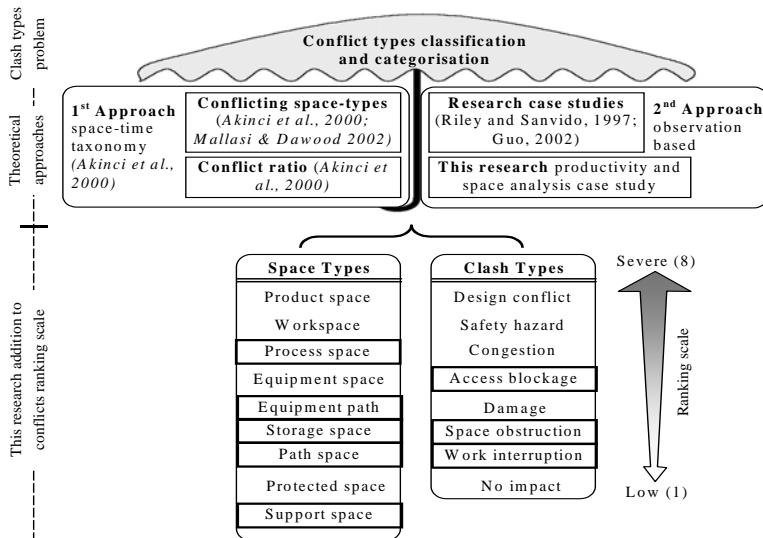 Clash types
problem
Conflict types classification
and categorisation
Theoretical
approaches
1st Approach
space-time
taxonomy
(Akinci et al.,
2000)
Conflicting space-types
(Akinci et al., 2000;
Mallasi & Dawood 2002)
Conflict ratio (Akinci et
al., 2000)
Research case studies
(Riley and Sanvido, 1997;
Guo, 2002)
2nd Approach
observation
based
This research productivity and
space analysis case study
This research addition to
conflicts ranking scale
Space Types
Product space
Workspace
Process space
Equipment space
Equipment path
Storage space
Path space
Protected space
Support space
Clash Types
Design conflict
Safety hazard
Congestion
Access blockage
Damage
Space obstruction
Work interruption
No impact
Severe (8)
Ranking scale
Low (1)